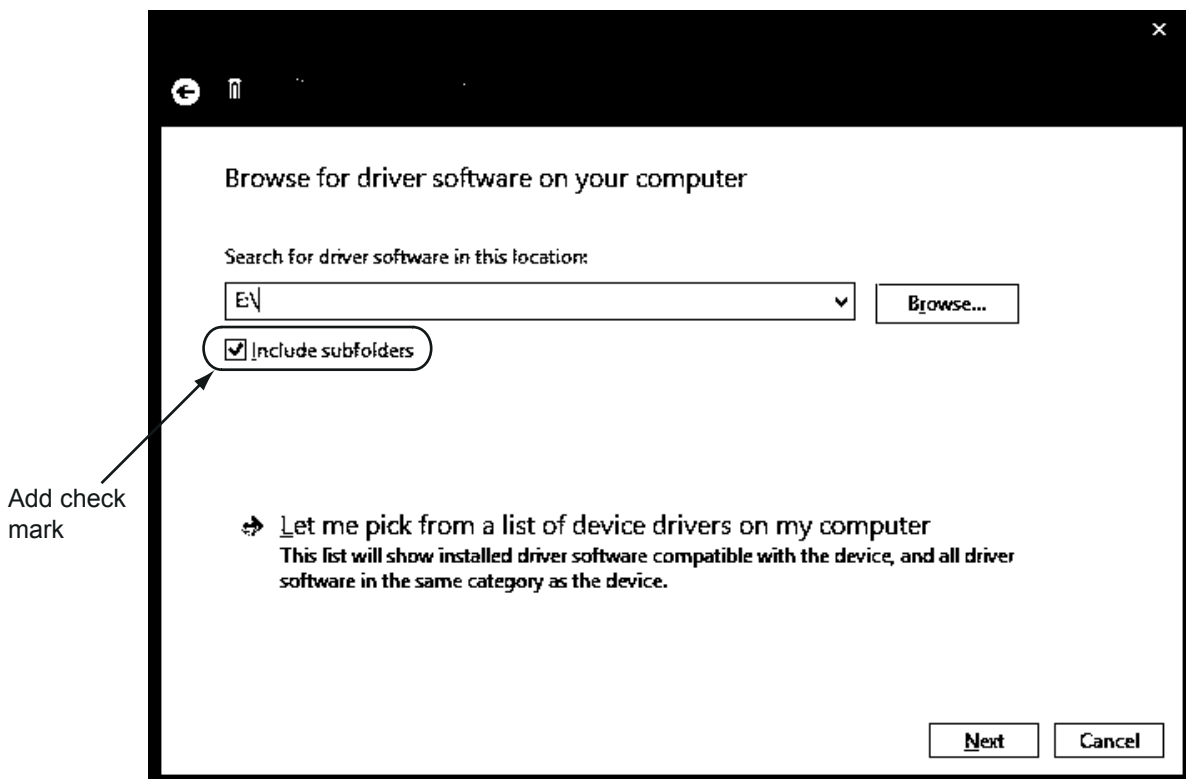 Browse for driver software on your computer
Search for driver software in this location:
E:\
Browse...
Include subfolders
Add check
mark
Let me pick from a list of device drivers on my computer
This list will show installed driver software compatible with the device, and all driver
software in the same category as the device.
Next
Cancel